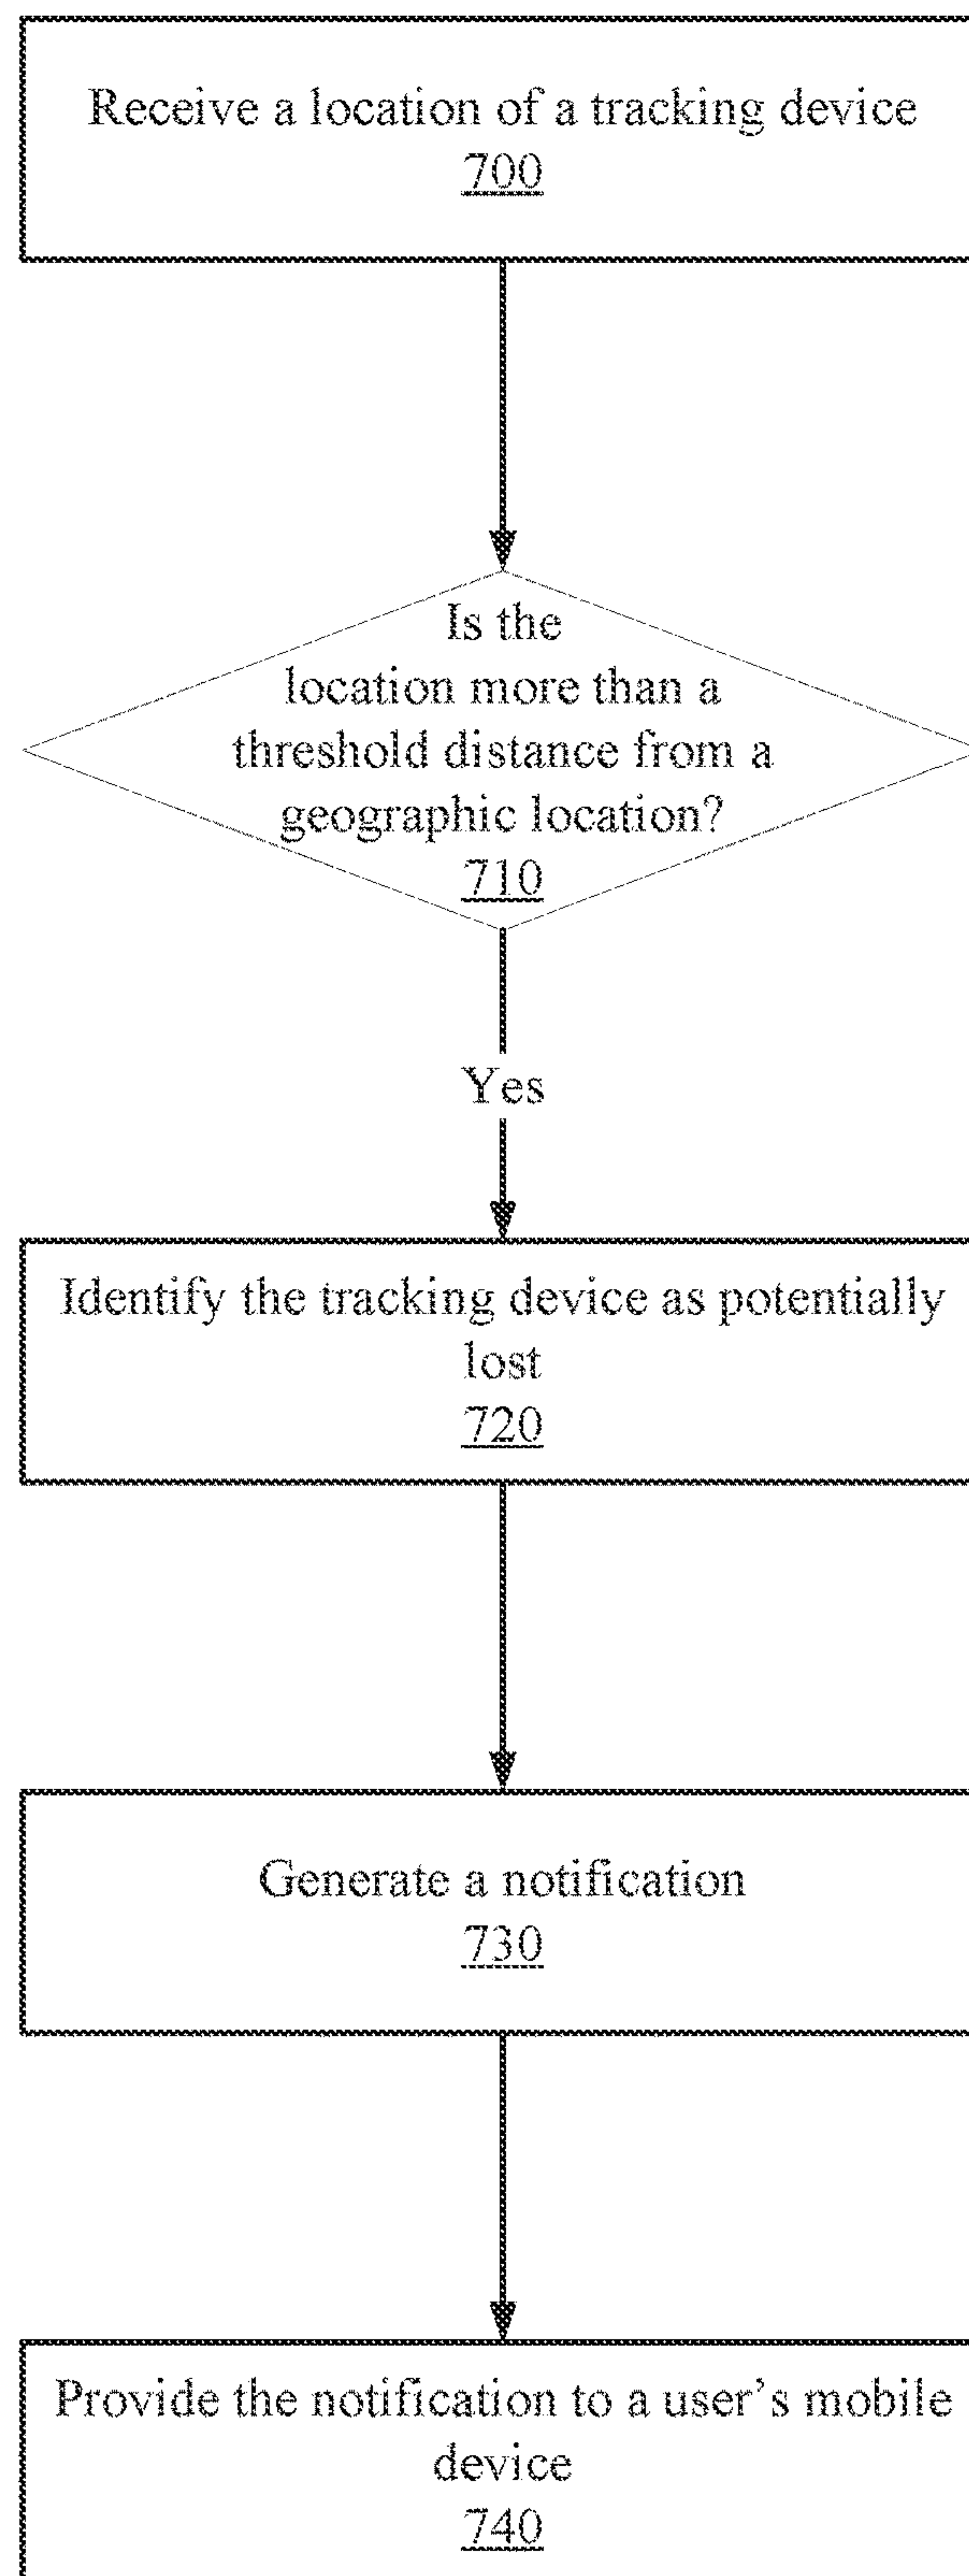 Receive a location of a tracking device
700
Is the
location more than a
threshold distance from a
geographic location?
710
Yes
Identify the tracking device as potentially
lost
720
Generate a notification
730
Provide the notification to a user's mobile
device
740